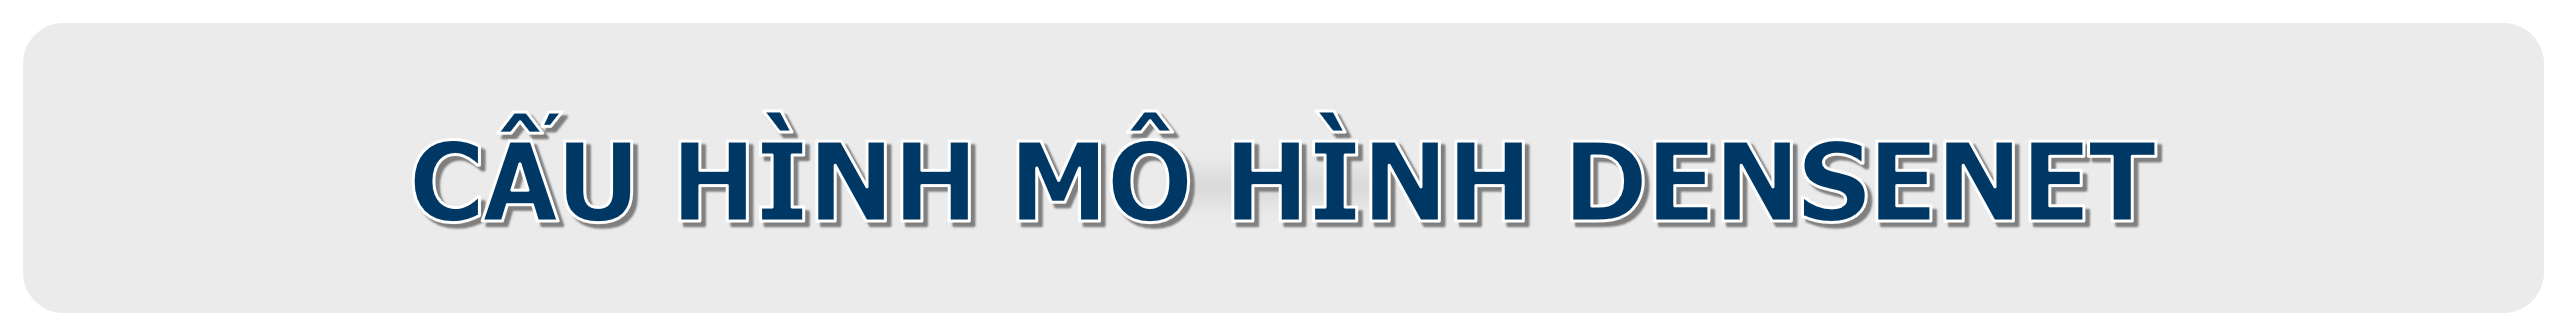 CẤU HÌNH MÔ HÌNH DENSENET